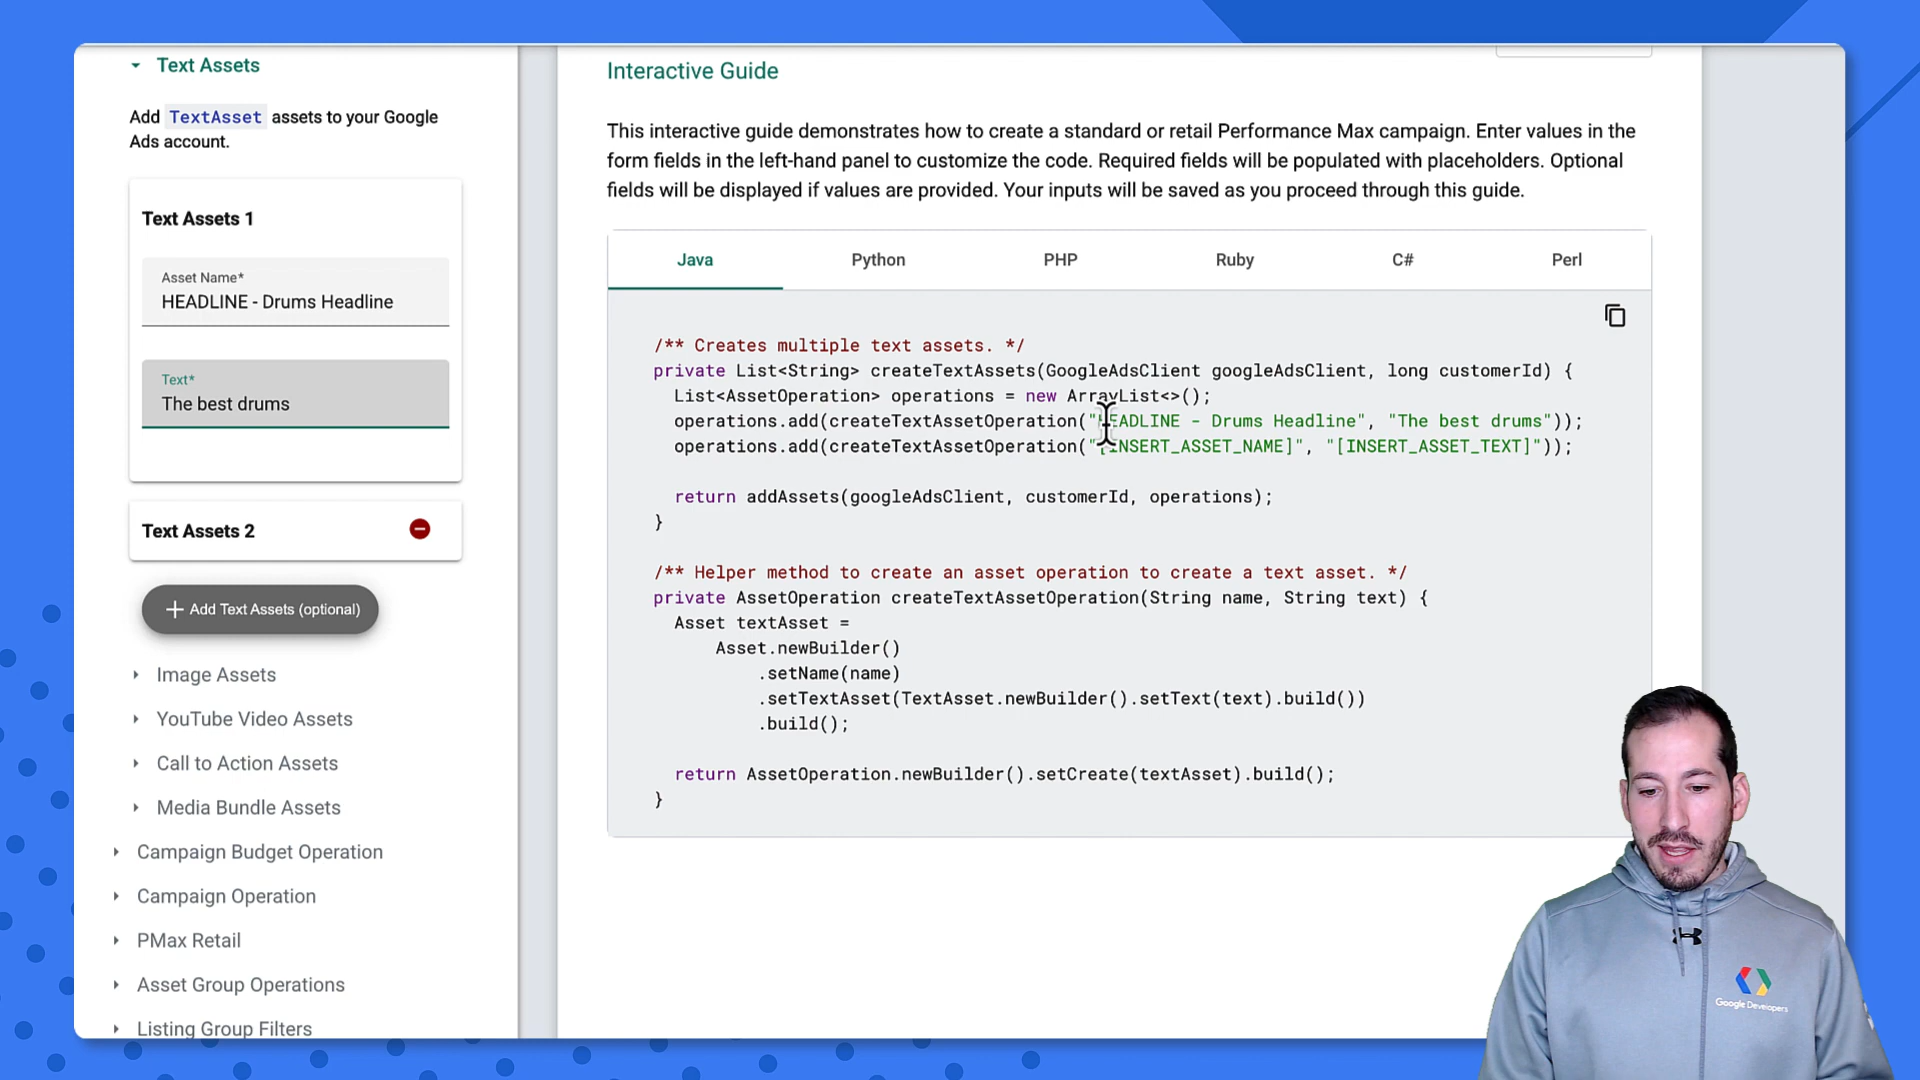 Text Assets
Add TextAsset assets to your Google
Ads account.
Text Assets 1
Asset Name*
HEADLINE - Drums Headline
Text*
The best drums
Text Assets 2
Add Text Assets (optional)
Image Assets
YouTube Video Assets
Call to Action Assets
Media Bundle Assets
Campaign Budget Operation
Campaign Operation
PMax Retail
Asset Group Operations
Listing Group Filters
Interactive Guide
This interactive guide demonstrates how to create a standard or retail Performance Max campaign. Enter values in the
form fields in the left-hand panel to customize the code. Required fields will be populated with placeholders. Optional
fields will be displayed if values are provided. Your inputs will be saved as you proceed through this guide.
Java Python PHP Ruby C# Perl
/** Creates multiple text assets. */
private List<String> createTextAssets(GoogleAdsClient googleAdsClient, long customerId) {
List<AssetOperation> operations = new ArrayList<>();
operations.add(createTextAssetOperation("HEADLINE - Drums Headline", "The best drums"));
operations.add(createTextAssetOperation("[INSERT_ASSET_NAME]", "[INSERT_ASSET_TEXT]"));
return addAssets(googleAdsClient, customerId, operations);
}
/** Helper method to create an asset operation to create a text asset. */
private AssetOperation createTextAssetOperation(String name, String text) {
Asset textAsset =
Asset.newBuilder()
.setName(name)
.setTextAsset(TextAsset.newBuilder().setText(text).build())
.build();
return AssetOperation.newBuilder().setCreate(textAsset).build();
}
Google Developers